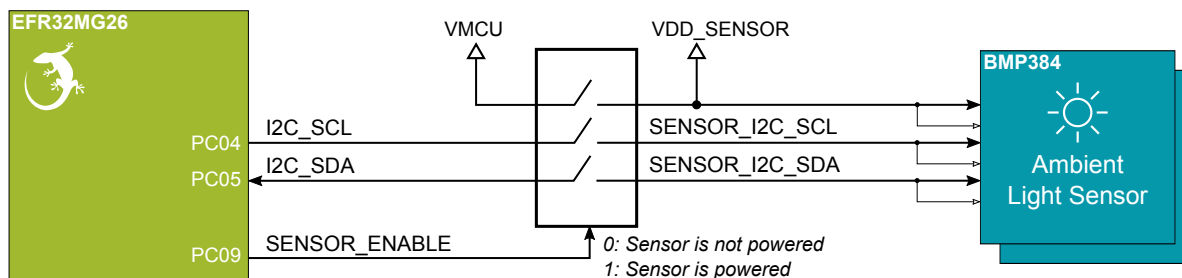 EFR32MG26
VMCU
VDD_SENSOR
BMP384
I2C_SCL
SENSOR_I2C_SCL
PC04
I2C_SDA
SENSOR_I2C_SDA
PC05
Ambient
Light Sensor
SENSOR_ENABLE
PC09
0: Sensor is not powered
1: Sensor is powered